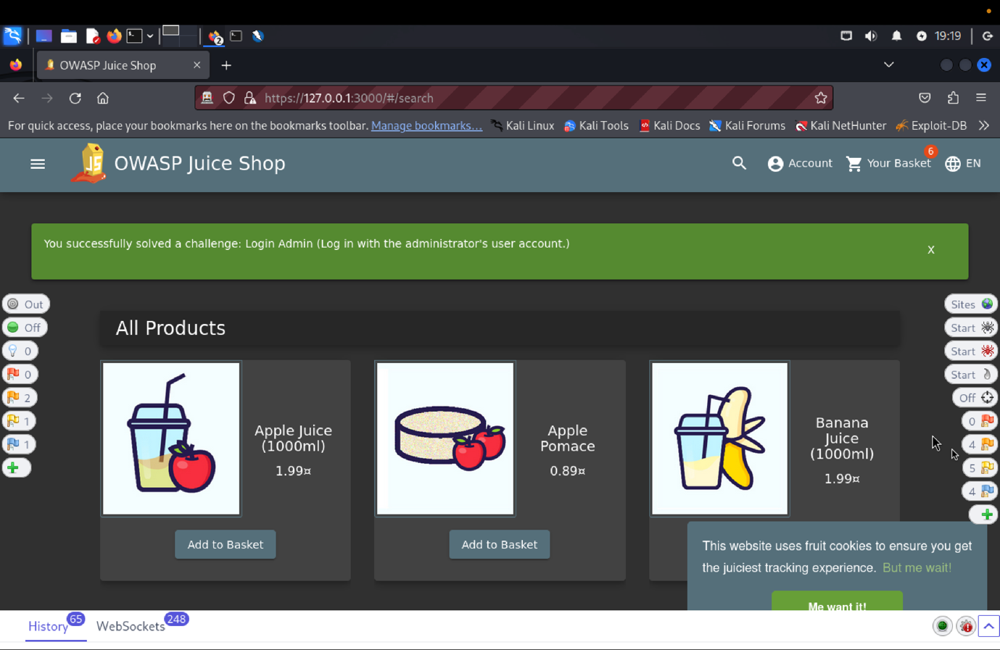 19:19
OWASP Juice Shop
https://127.0.0.1:3000/#/search
For quick access, place your bookmarks here on the bookmarks toolbar. Manage bookmarks... Kali Linux Kali Tools Kali Docs Kali Forums Kali NetHunter Exploit-DB
JS OWASP Juice Shop Account Your Basket 6 EN
You successfully solved a challenge: Login Admin (Log in with the administrator's user account.) X
Out Sites
Off Start
0 Start
0 Start
2 Off
1 0
1 4
5
4
All Products
Apple Juice
(1000ml)
1.99¤
Add to Basket
Apple
Pomace
0.89¤
Add to Basket
Banana
Juice
(1000ml)
1.99¤
This website uses fruit cookies to ensure you get
the juiciest tracking experience. But me wait!
Me want it!
History 65 WebSockets 248